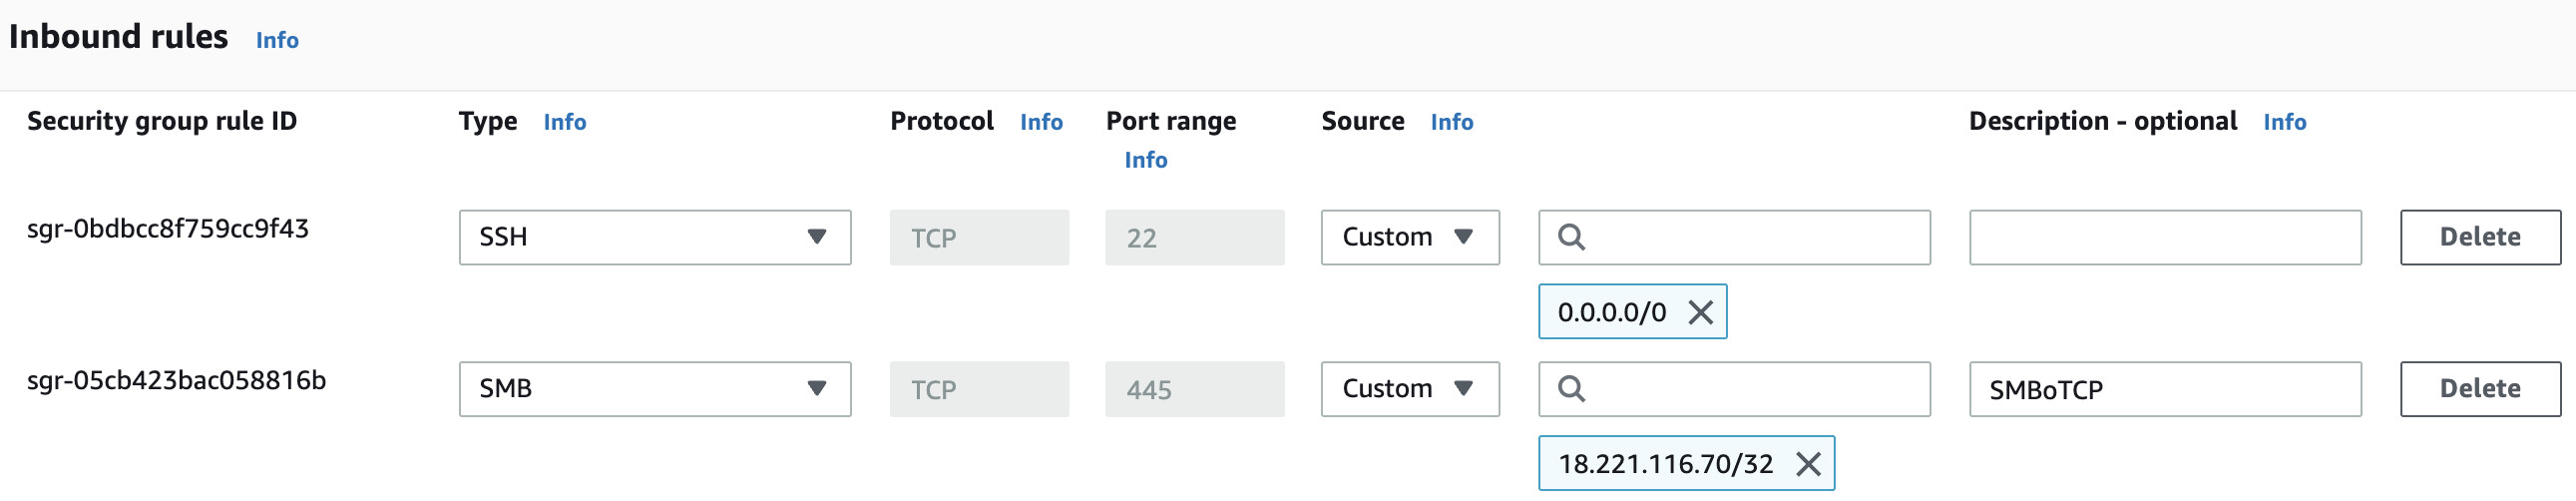 Inbound rules Info
Security group rule ID Type Info Protocol Info Port range Info Source Info Description - optional Info
sgr-0bdbcc8f759cc9f43 SSH TCP 22 Custom Delete
0.0.0.0/0
sgr-05cb423bac058816b SMB TCP 445 Custom SMBoTCP Delete
18.221.116.70/32